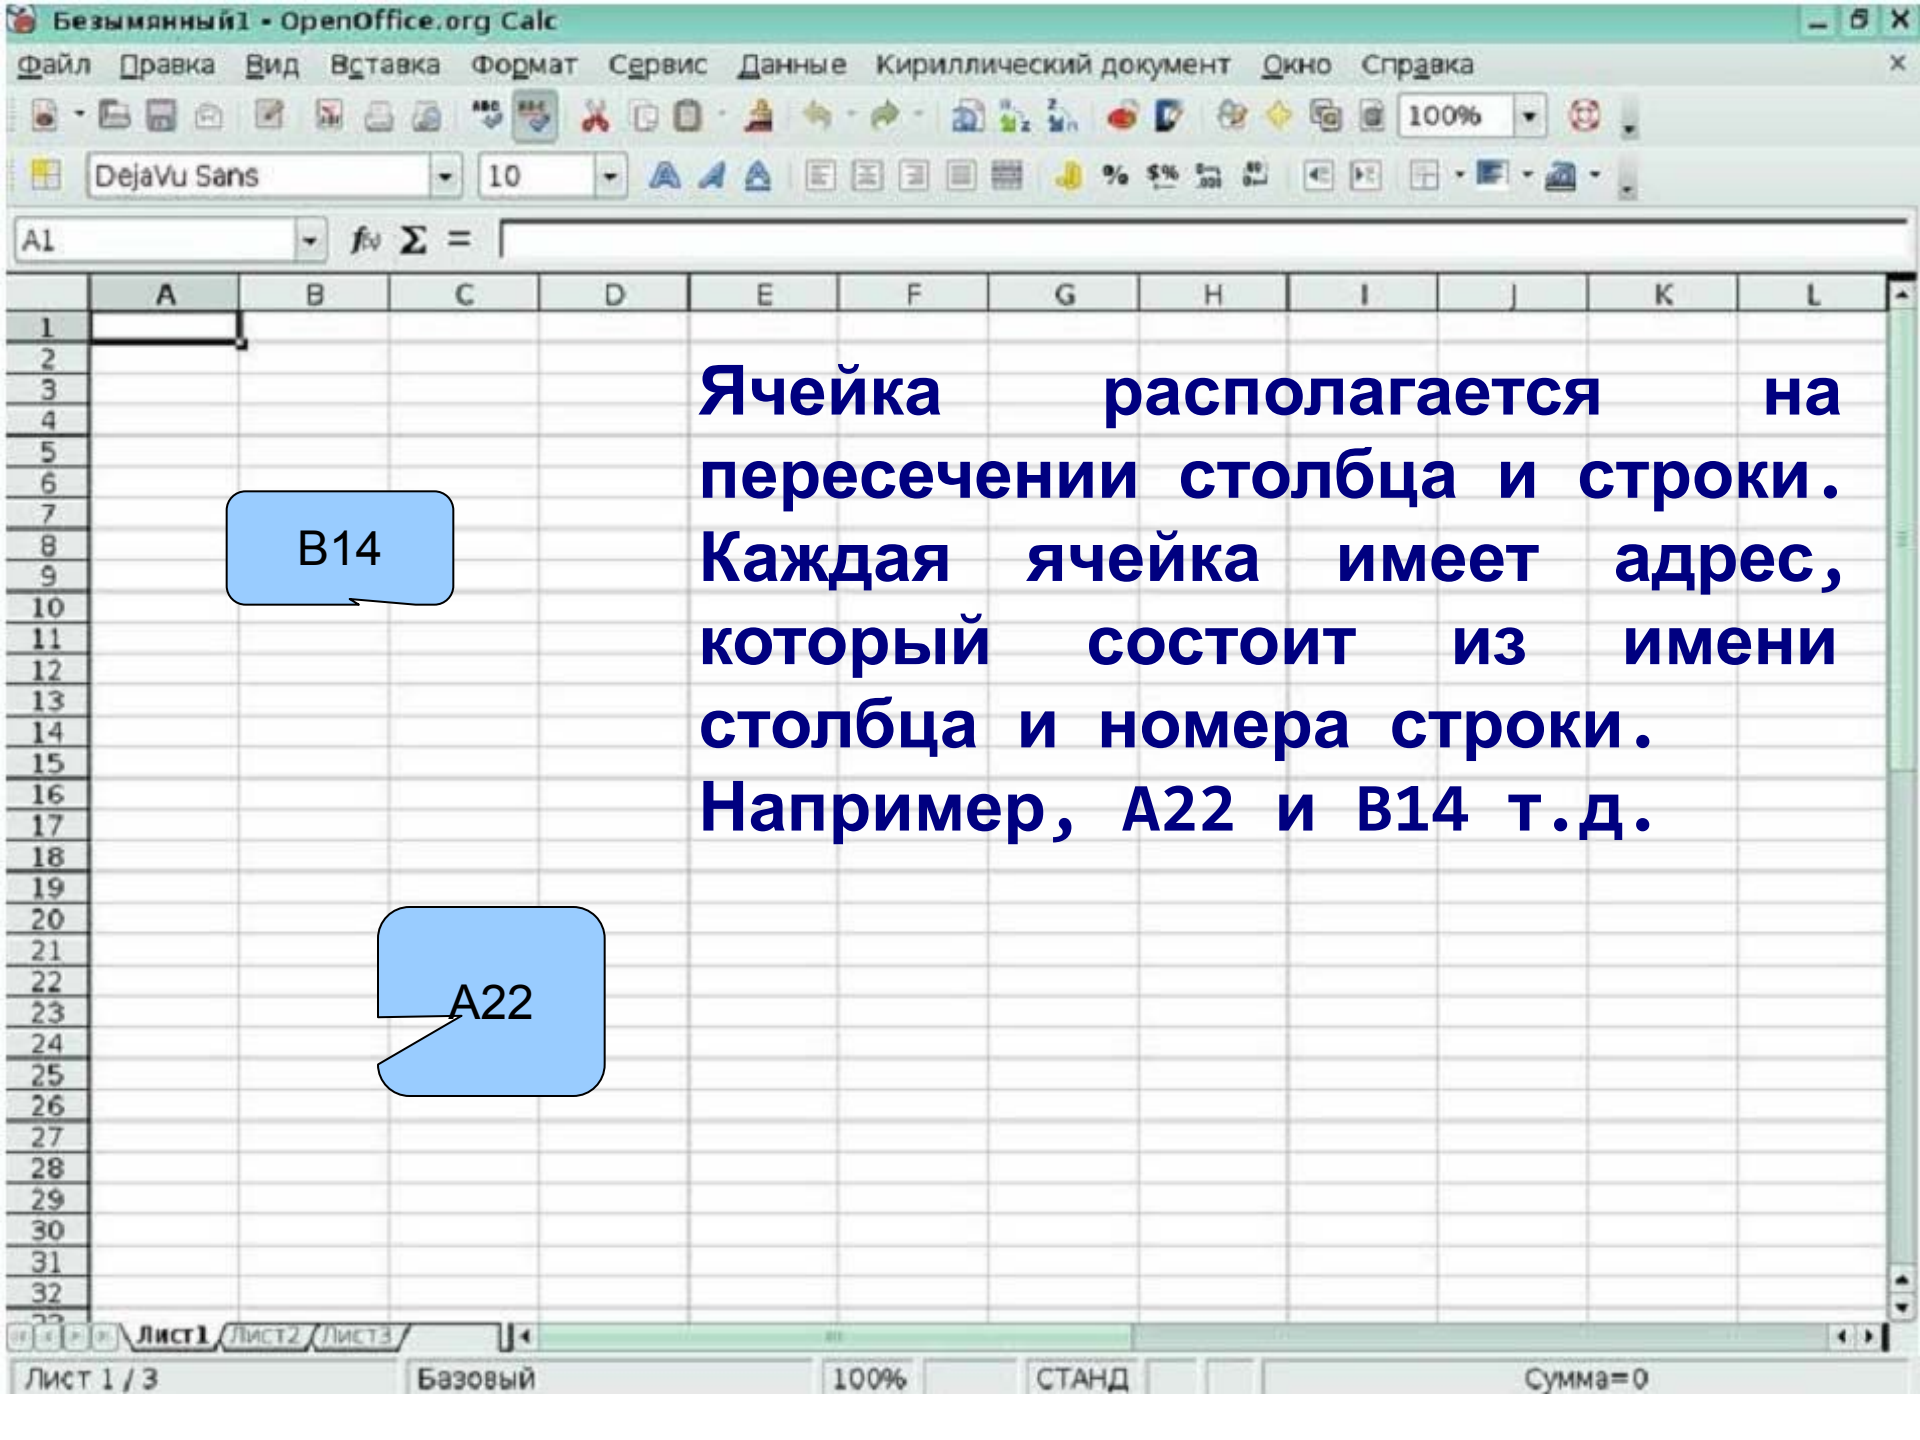 Безымянный1 - OpenOffice.org Calc
Файл Правка Вид Вставка Формат Сервис Данные Кириллический документ Окно Справка
100%
DejaVu Sans 10
A1
A B C D E F G H I J K L
1
2
3
4
5
6
7
8
9
10
11
12
13
14
15
16
17
18
19
20
21
22
23
24
25
26
27
28
29
30
31
32
B14
A22
Ячейка располагается на
пересечении столбца и строки.
Каждая ячейка имеет адрес,
который состоит из имени
столбца и номера строки.
Например, А22 и В14 т.д.
Лист1 Лист2 Лист3
Лист 1 / 3 Базовый 100% СТАНД Сумма=0